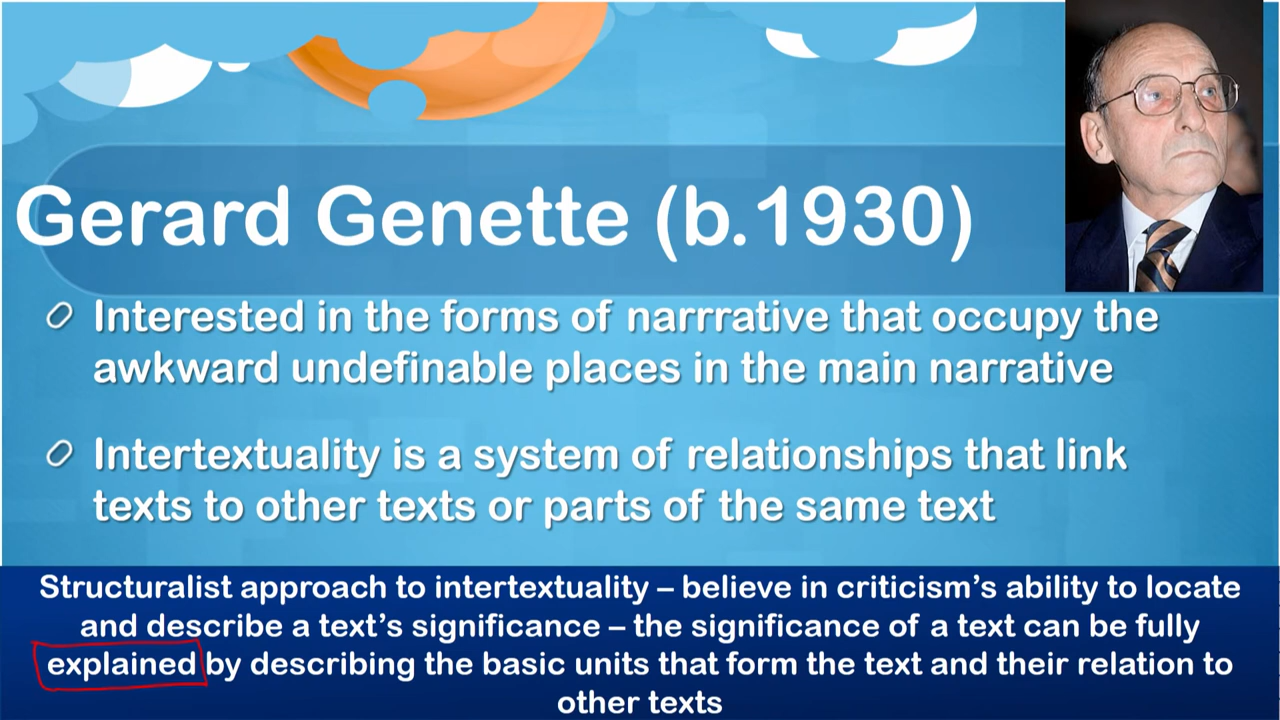 Gerard Genette (b.1930)
Interested in the forms of narrrative that occupy the
awkward undefinable places in the main narrative
Intertextuality is a system of relationships that link
texts to other texts or parts of the same text
Structuralist approach to intertextuality – believe in criticism’s ability to locate
and describe a text’s significance – the significance of a text can be fully
explained by describing the basic units that form the text and their relation to
other texts